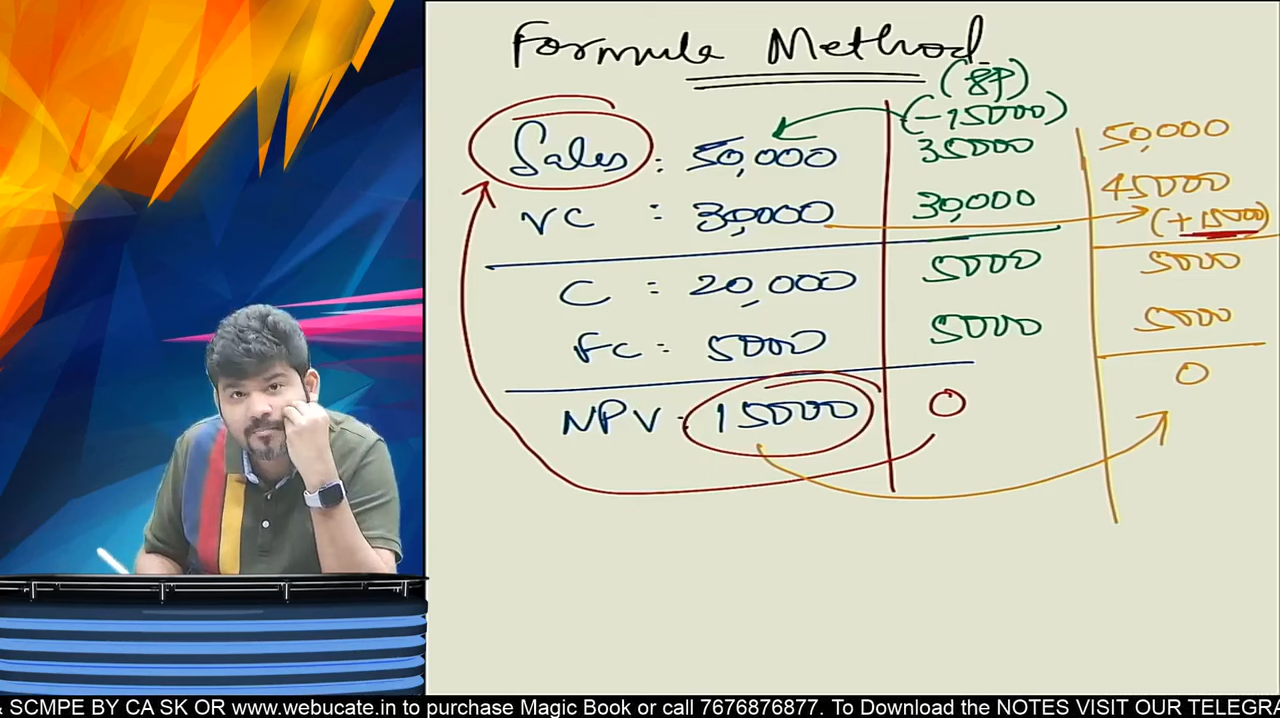 Formule Method
(SP)
(-15000)
Sales : 50,000 35000 50,000
VC : 30,000 30,000 45000
(+15000)
C : 20,000 5000 5000
FC : 5000 5000 5000
NPV - 15000 0 0
& SCMPE BY CA SK OR www.webucate.in to purchase Magic Book or call 7676876877. To Download the NOTES VISIT OUR TELEGRA